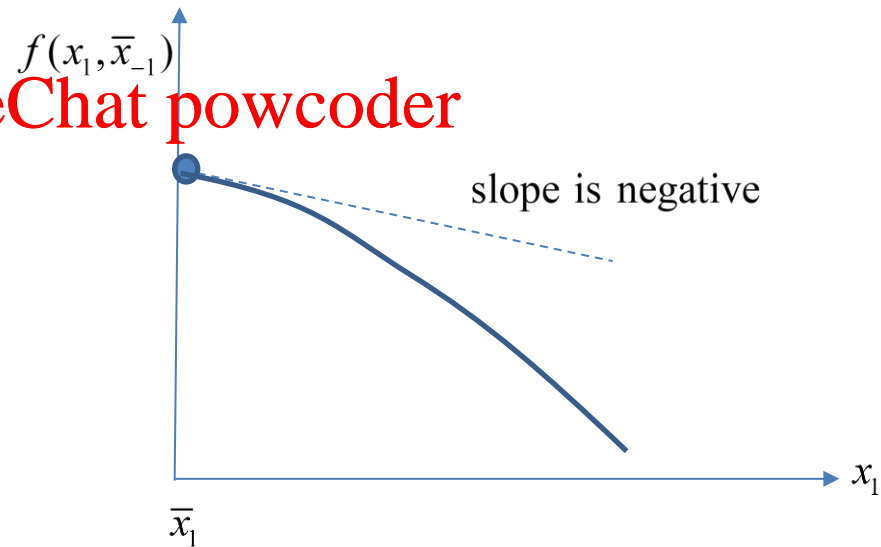 f(x₁, x̅₋₁)
eChat powcoder
slope is negative
x₁
x̅₁